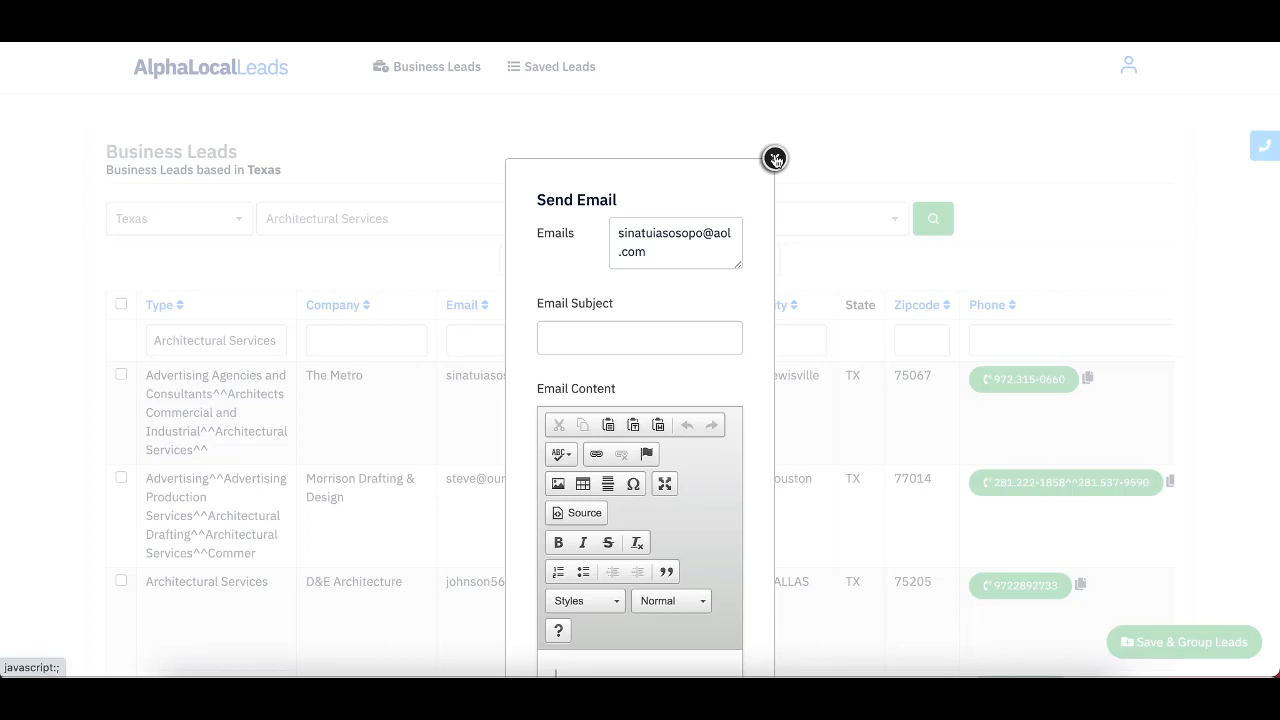 AlphaLocalLeads
Business Leads
Saved Leads
Business Leads
Business Leads based in Texas
Texas
Architectural Services
Send Email
Emails
sinatuiasosopo@aol
.com
Email Subject
Email Content
ABC
Source
B I S Tx
Styles
Normal
?
Type
Company
Email
State
Zipcode
Phone
Architectural Services
Advertising Agencies and
Consultants^^Architects
Commercial and
Industrial^^Architectural
Services^^
The Metro
TX
75067
972.315-0660
Advertising^^Advertising
Production
Services^^Architectural
Drafting^^Architectural
Services^^Commer
Morrison Drafting &
Design
TX
77014
281.222-1858^^281.537-9590
Architectural Services
D&E Architecture
johnson56
TX
75205
9722892733
Save & Group Leads
javascript:;